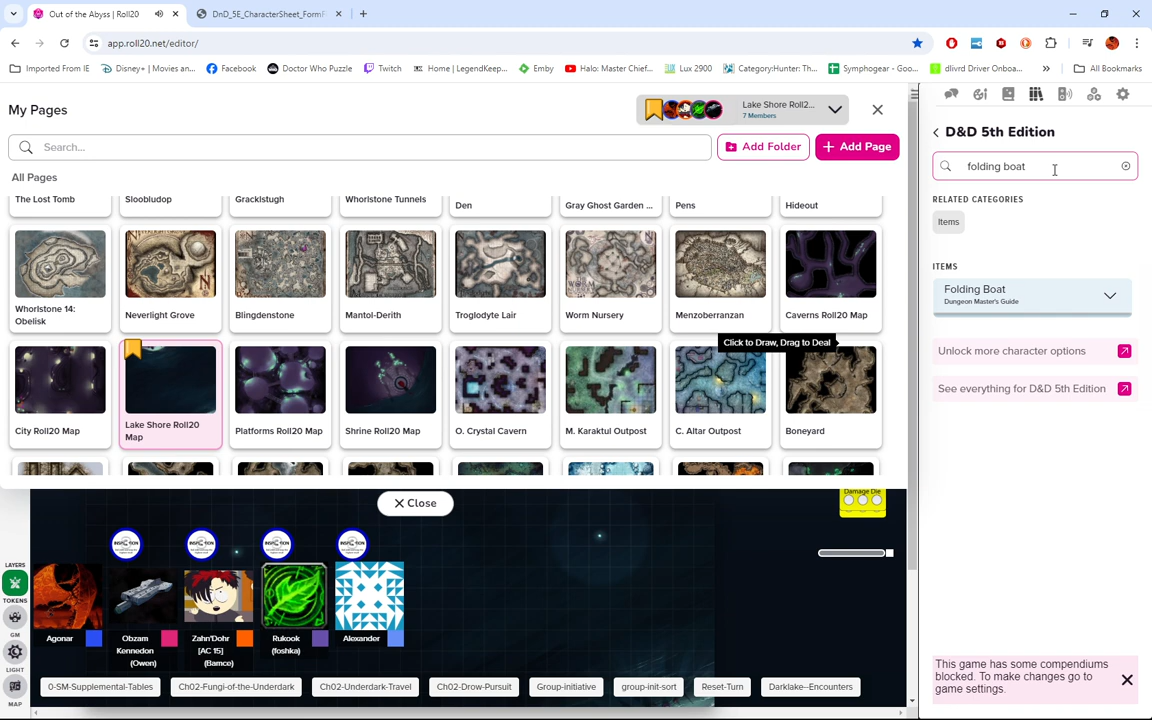 Out of the Abyss | Roll20
DnD_5E_CharacterSheet_FormF
app.roll20.net/editor/
Imported From IE
Disney+ | Movies an...
Facebook
Doctor Who Puzzle
Twitch
Home | LegendKeep...
Emby
Halo: Master Chief...
Lux 2900
Category:Hunter: Th...
Symphogear - Goo...
dlivrd Driver Onboa...
All Bookmarks
My Pages
Lake Shore Roll2...
7 Members
Search...
Add Folder
Add Page
All Pages
The Lost Tomb
Sloobludop
Gracklstugh
Whorlstone Tunnels
Den
Gray Ghost Garden ...
Pens
Hideout
Whorlstone 14:
Obelisk
Neverlight Grove
Blingdenstone
Mantol-Derith
Troglodyte Lair
Worm Nursery
Menzoberranzan
Caverns Roll20 Map
Click to Draw, Drag to Deal
City Roll20 Map
Lake Shore Roll20
Map
Platforms Roll20 Map
Shrine Roll20 Map
O. Crystal Cavern
M. Karaktul Outpost
C. Altar Outpost
Boneyard
Close
Damage Die
LAYERS
TOKENS
GM
LIGHT
MAP
Agonar
Obzam
Kennedon
(Owen)
Zahn'Dohr
[AC 15]
(Bamce)
Rukook
(foshka)
Alexander
0-SM-Supplemental-Tables
Ch02-Fungi-of-the-Underdark
Ch02-Underdark-Travel
Ch02-Drow-Pursuit
Group-initiative
group-init-sort
Reset-Turn
Darklake--Encounters
D&D 5th Edition
folding boat
RELATED CATEGORIES
Items
ITEMS
Folding Boat
Dungeon Master's Guide
Unlock more character options
See everything for D&D 5th Edition
This game has some compendiums
blocked. To make changes go to
game settings.